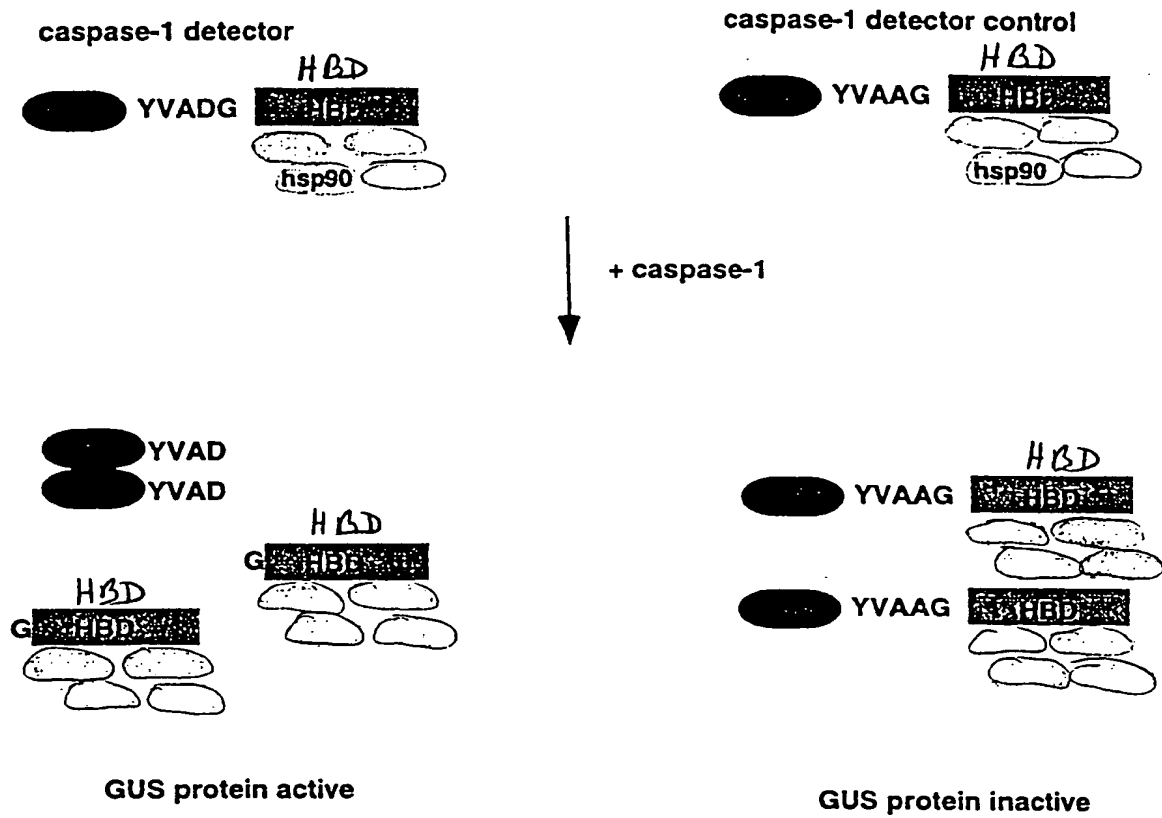 caspase-1 detector
caspase-1 detector control
HBD
HBD
YVADG
HBD
YVAAG
HBD
hsp90
hsp90
+ caspase-1
YVAD
YVAD
HBD
G
HBD
HBD
G
HBD
HBD
YVAAG
HBD
YVAAG
HBD
GUS protein active
GUS protein inactive